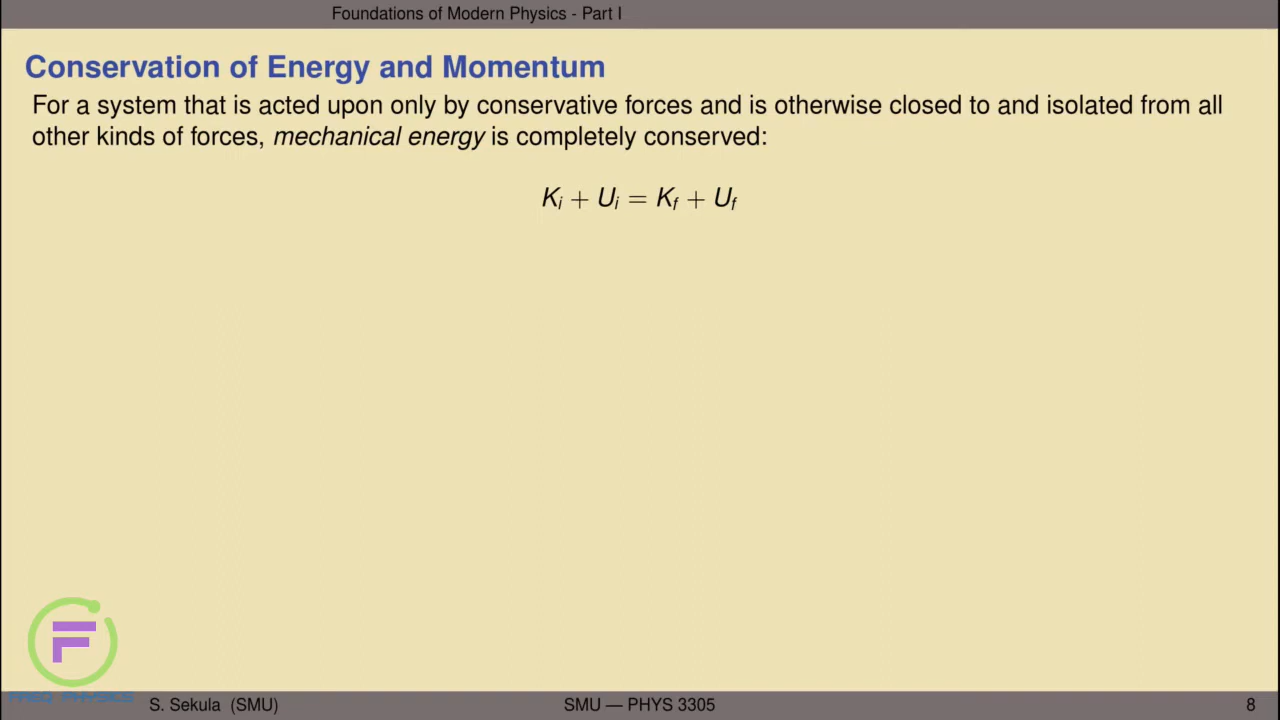 Foundations of Modern Physics - Part I
Conservation of Energy and Momentum
For a system that is acted upon only by conservative forces and is otherwise closed to and isolated from all
other kinds of forces, mechanical energy is completely conserved:
Kᵢ + Uᵢ = K_f + U_f
F
FREQ PHYSICS
S. Sekula (SMU)
SMU — PHYS 3305
8